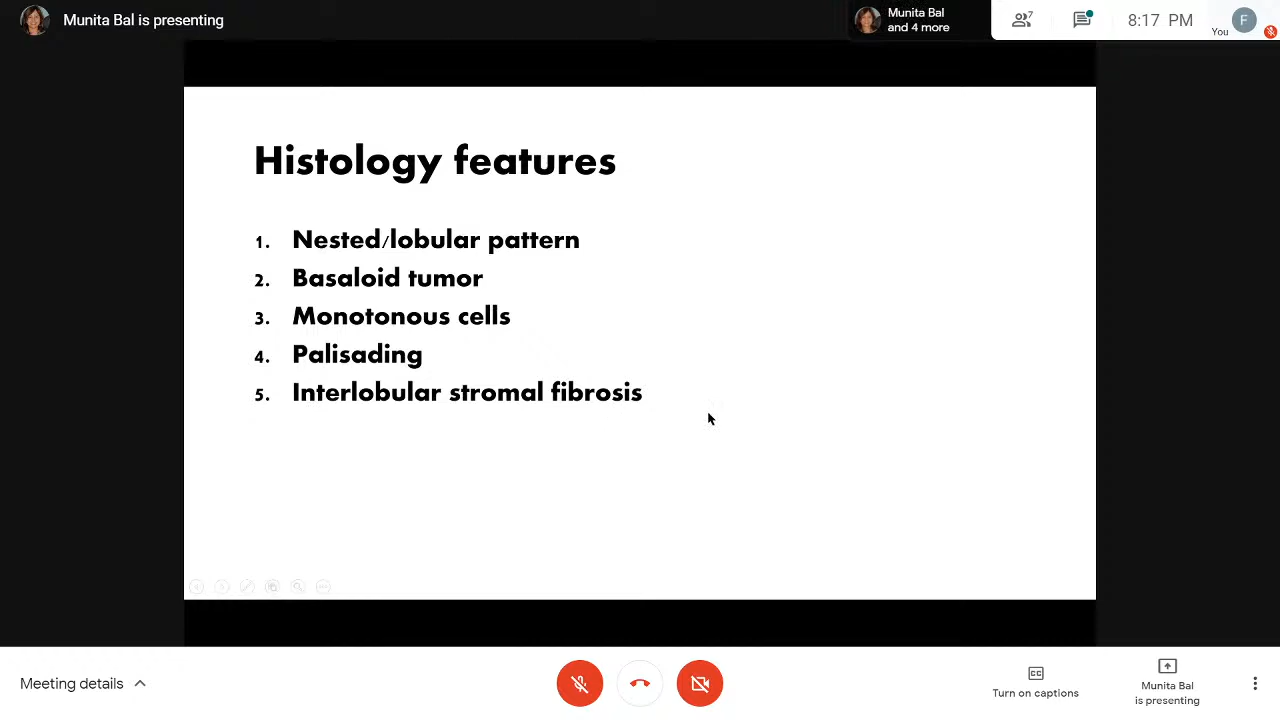 Munita Bal is presenting
Munita Bal
and 4 more
7
8:17 PM
You
F
Histology features
1. Nested/lobular pattern
2. Basaloid tumor
3. Monotonous cells
4. Palisading
5. Interlobular stromal fibrosis
Meeting details
CC
Turn on captions
Munita Bal
is presenting